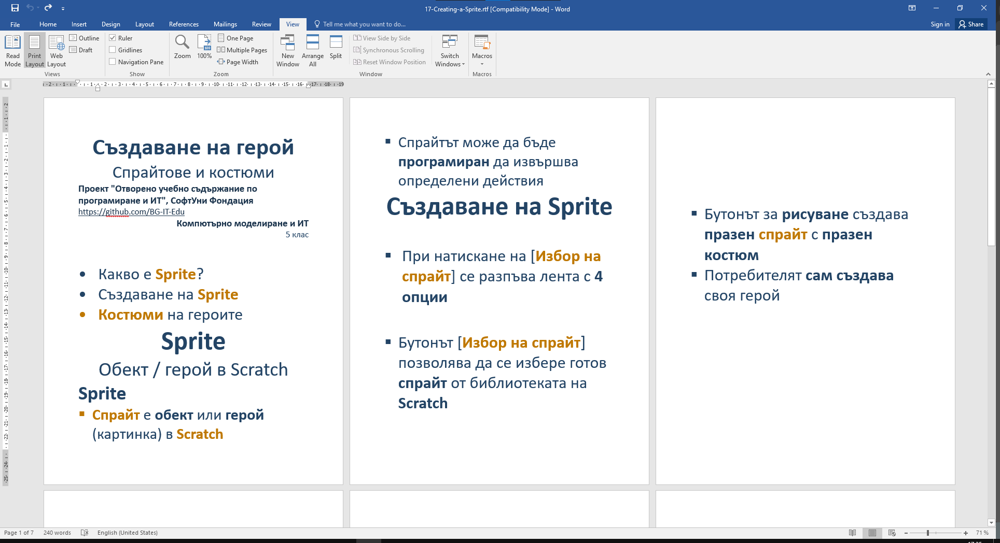 17-Creating-a-Sprite.rtf [Compatibility Mode] - Word
File Home Insert Design Layout References Mailings Review View Tell me what you want to do... Sign in Share
Read Mode
Print Layout
Web Layout
Outline
Draft
Views
Ruler
Gridlines
Navigation Pane
Show
Zoom
100%
One Page
Multiple Pages
Page Width
Zoom
New Window
Arrange All
Split
View Side by Side
Synchronous Scrolling
Reset Window Position
Window
Switch Windows
Macros
Macros
Създаване на герой
Спрайтове и костюми
Проект "Отворено учебно съдържание по
програмиране и ИТ", СофтУни Фондация
https://github.com/BG-IT-Edu
Компютърно моделиране и ИТ
5 клас
• Какво е Sprite?
• Създаване на Sprite
• Костюми на героите
Sprite
Обект / герой в Scratch
Sprite
▪ Спрайт е обект или герой
(картинка) в Scratch
▪ Спрайтът може да бъде
програмиран да извършва
определени действия
Създаване на Sprite
▪ При натискане на [Избор на
спрайт] се разпъва лента с 4
опции
▪ Бутонът [Избор на спрайт]
позволява да се избере готов
спрайт от библиотеката на
Scratch
▪ Бутонът за рисуване създава
празен спрайт с празен
костюм
▪ Потребителят сам създава
своя герой
Page 1 of 7 240 words English (United States) 71 %